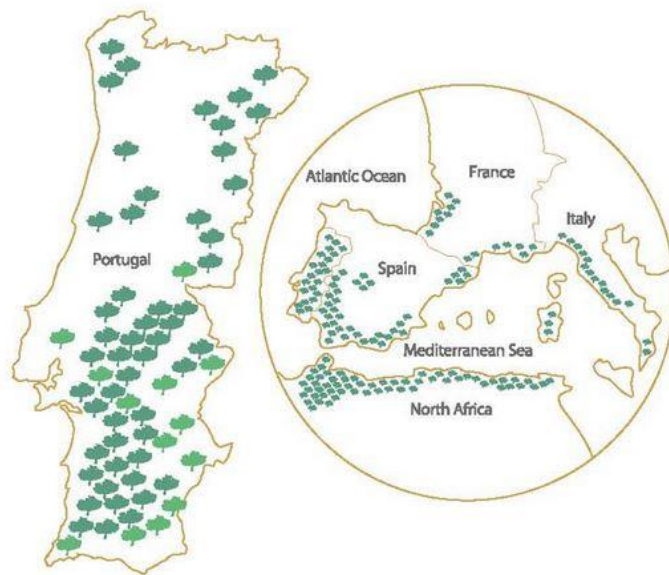 Portugal
Atlantic Ocean
France
Italy
Spain
Mediterranean Sea
North Africa